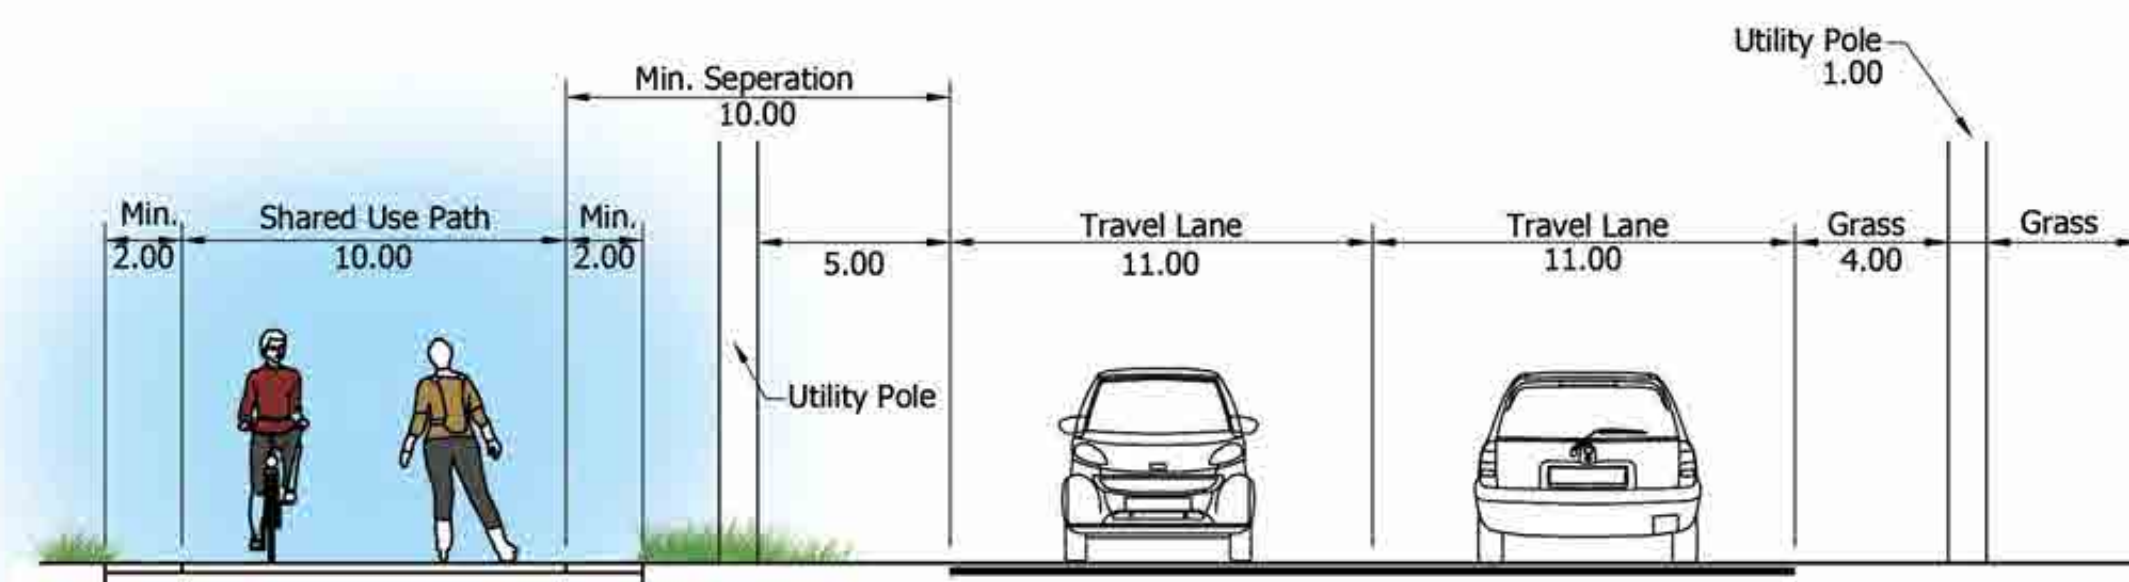 Utility Pole
1.00
Min. Seperation
10.00
Min.
2.00
Shared Use Path
10.00
Min.
2.00
5.00
Travel Lane
11.00
Travel Lane
11.00
Grass
4.00
Grass
Utility Pole